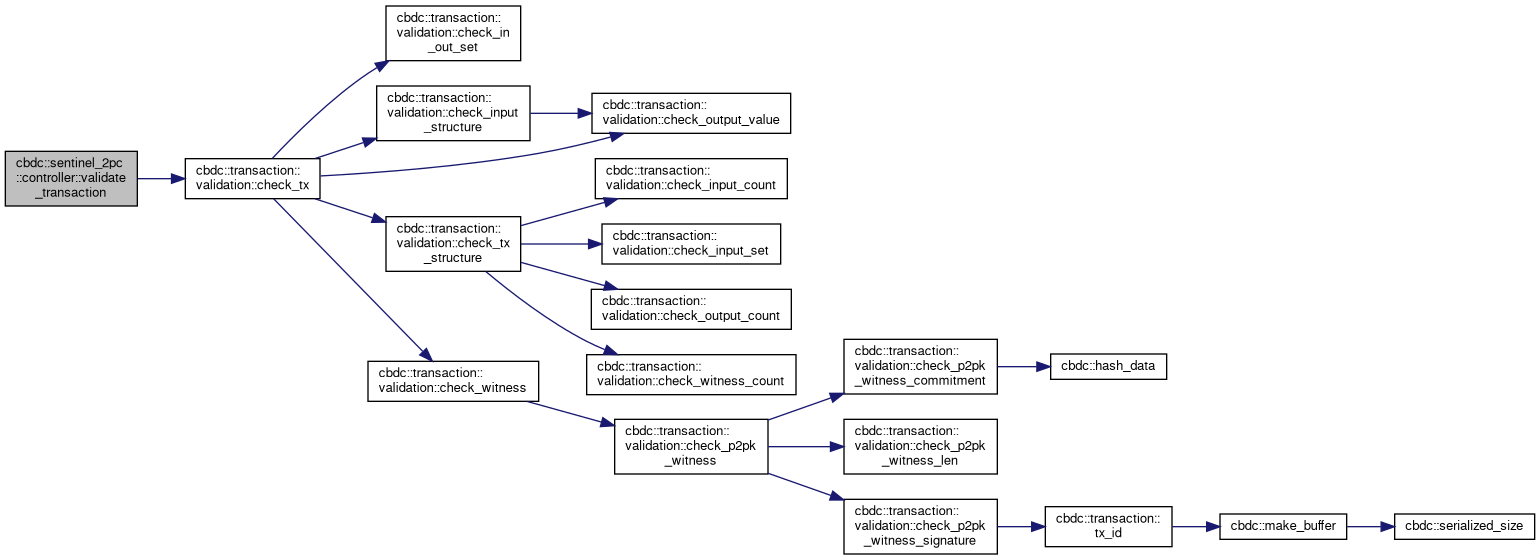 cbdc::sentinel_2pc
::controller::validate
_transaction
cbdc::transaction::
validation::check_tx
cbdc::transaction::
validation::check_in
_out_set
cbdc::transaction::
validation::check_input
_structure
cbdc::transaction::
validation::check_output_value
cbdc::transaction::
validation::check_tx
_structure
cbdc::transaction::
validation::check_input_count
cbdc::transaction::
validation::check_input_set
cbdc::transaction::
validation::check_output_count
cbdc::transaction::
validation::check_witness_count
cbdc::transaction::
validation::check_witness
cbdc::transaction::
validation::check_p2pk
_witness
cbdc::transaction::
validation::check_p2pk
_witness_commitment
cbdc::hash_data
cbdc::transaction::
validation::check_p2pk
_witness_len
cbdc::transaction::
validation::check_p2pk
_witness_signature
cbdc::transaction::
tx_id
cbdc::make_buffer
cbdc::serialized_size